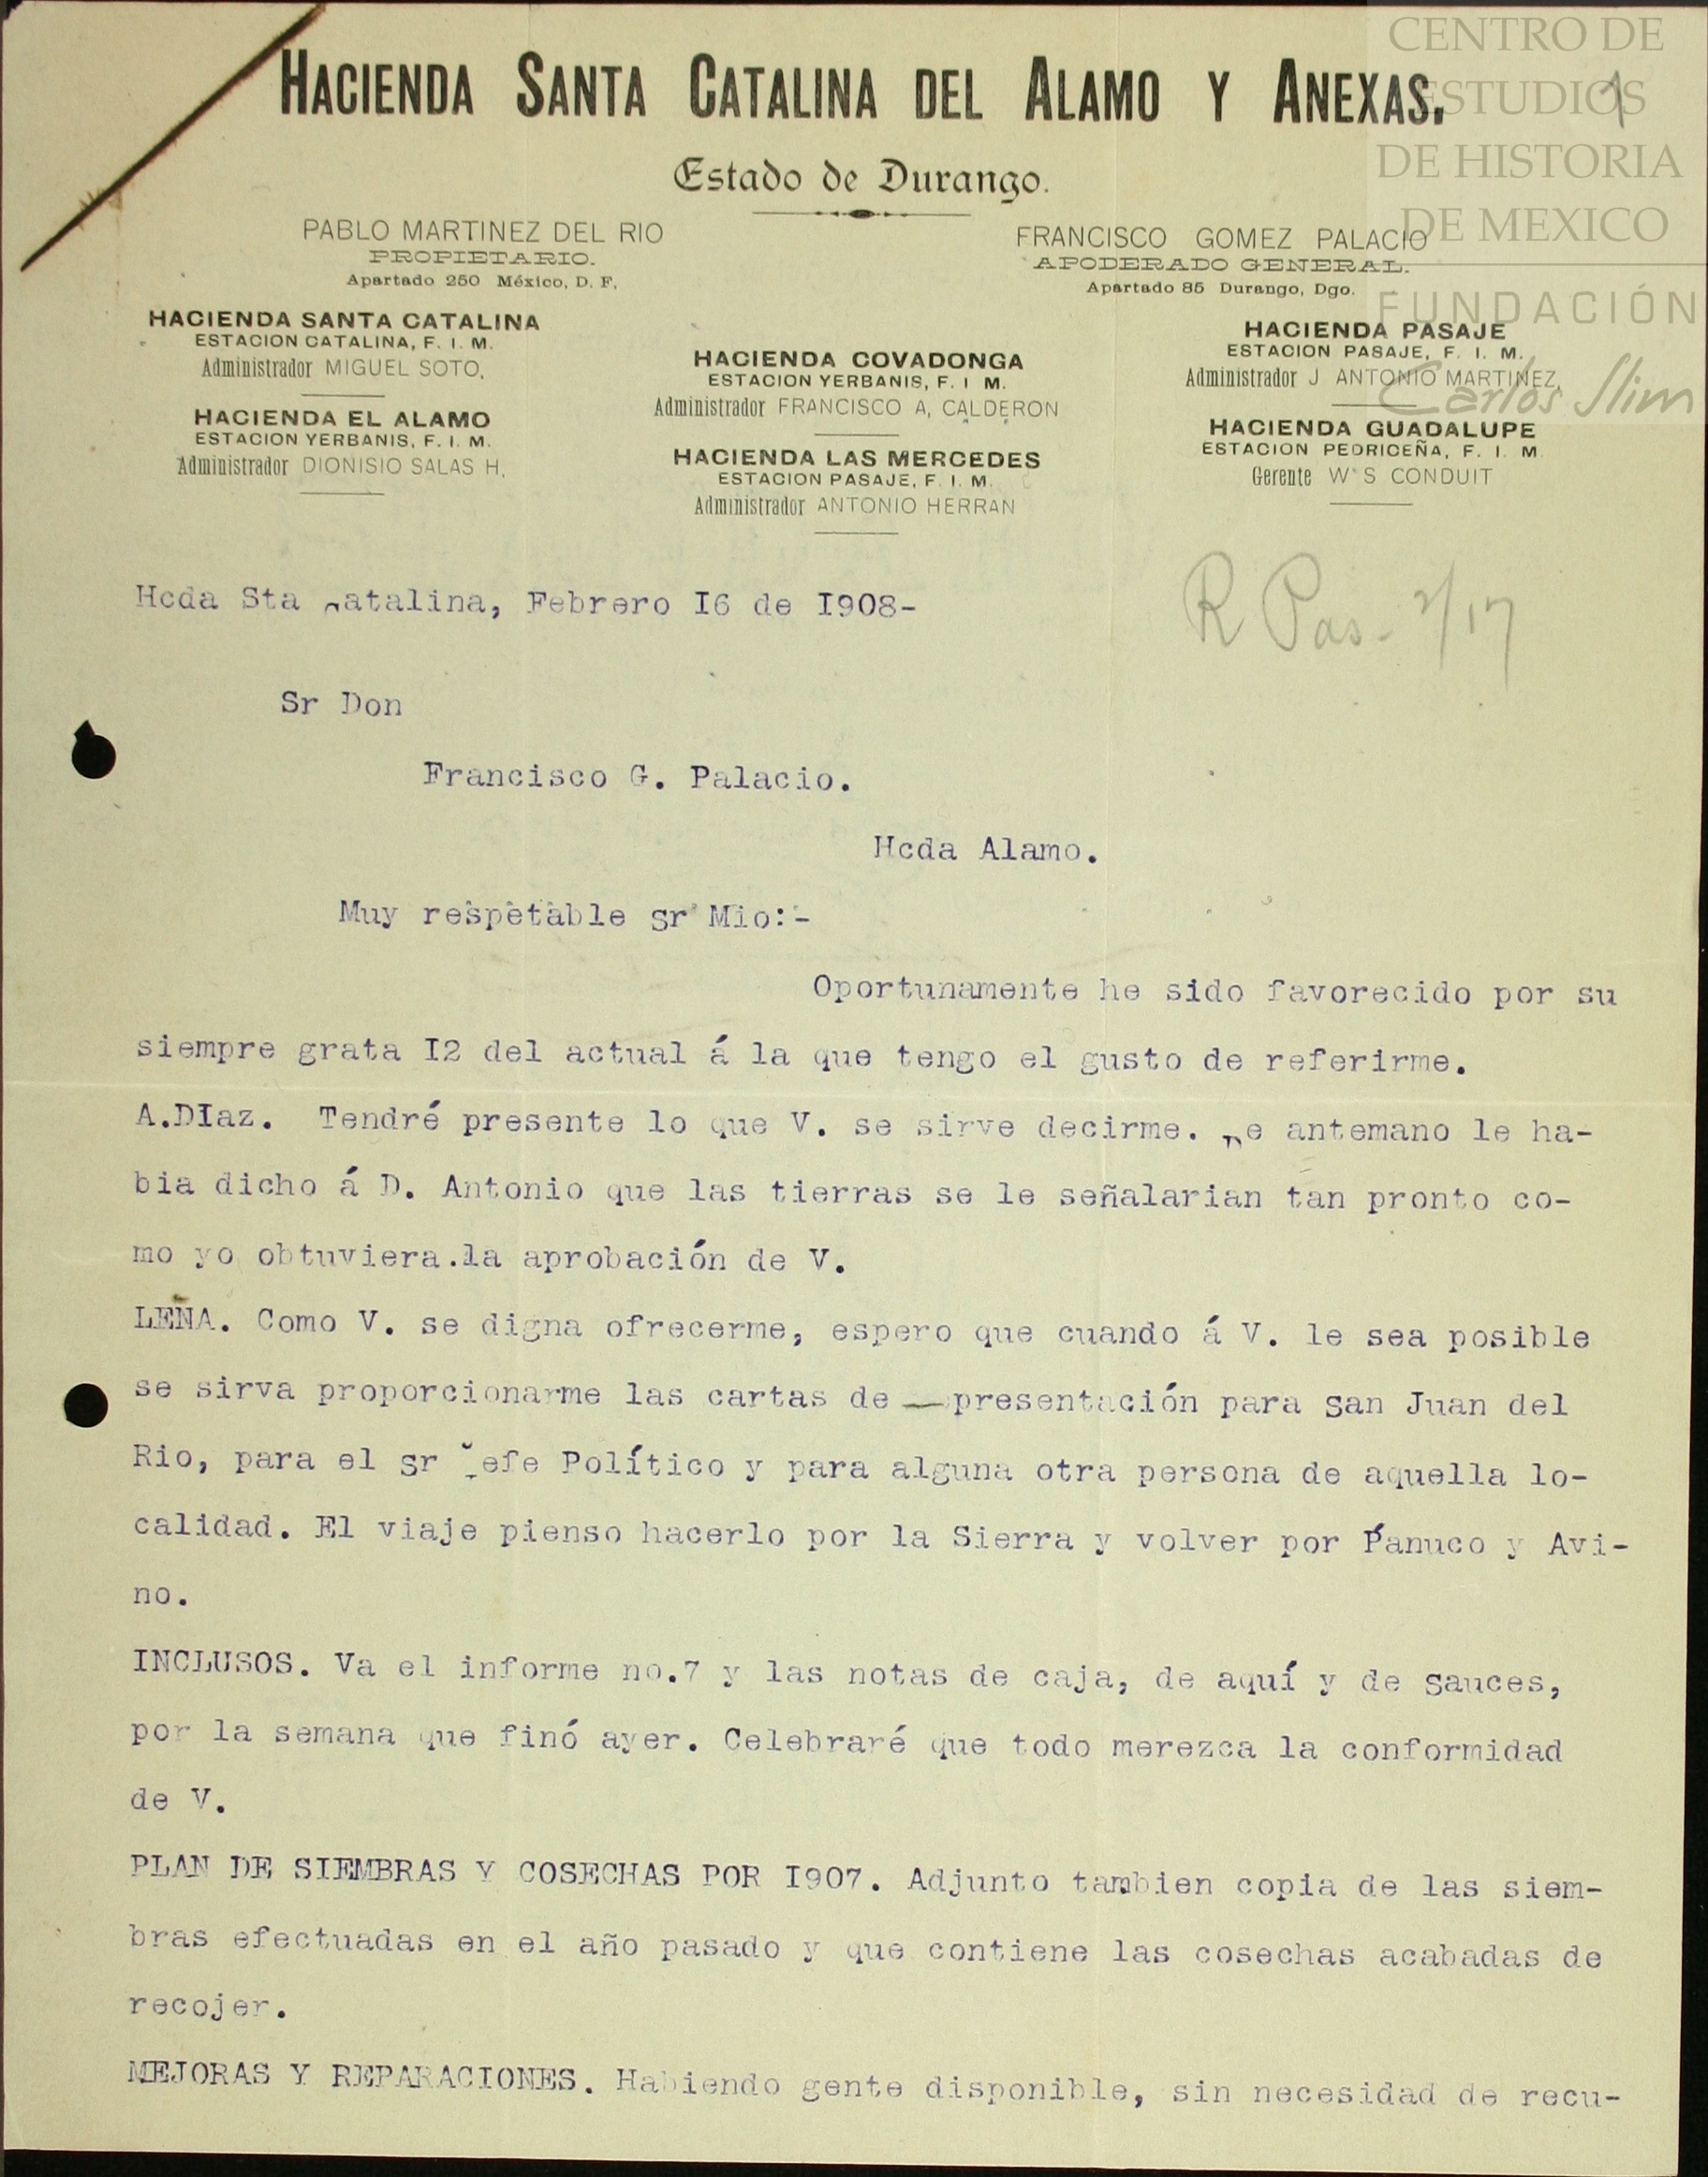 CENTRO DE
ESTUDIOS
DE HISTORIA
DE MEXICO
FUNDACIÓN
Carlos Slim
1
HACIENDA SANTA CATALINA DEL ALAMO Y ANEXAS.
Estado de Durango.
PABLO MARTINEZ DEL RIO
PROPIETARIO.
Apartado 250 México, D. F,
FRANCISCO GOMEZ PALACIO
APODERADO GENERAL.
Apartado 85 Durango, Dgo.
HACIENDA SANTA CATALINA
ESTACION CATALINA, F. I. M.
Administrador MIGUEL SOTO,
HACIENDA EL ALAMO
ESTACION YERBANIS, F. I. M.
Administrador DIONISIO SALAS H,
HACIENDA COVADONGA
ESTACION YERBANIS, F. I M.
Administrador FRANCISCO A, CALDERON
HACIENDA LAS MERCEDES
ESTACION PASAJE, F. I. M.
Administrador ANTONIO HERRAN
HACIENDA PASAJE
ESTACION PASAJE, F. I. M.
Administrador J ANTONIO MARTINEZ,
HACIENDA GUADALUPE
ESTACION PEDRICEÑA, F. I. M.
Gerente W S CONDUIT
R Pas- 2/17
Hcda Sta Catalina, Febrero I6 de I908-
Sr Don
Francisco G. Palacio.
Hcda Alamo.
Muy respetable Sr Mio:-
Oportunamente he sido favorecido por su
siempre grata I2 del actual á la que tengo el gusto de referirme.
A.DIaz. Tendré presente lo que V. se sirve decirme. De antemano le ha-
bia dicho á D. Antonio que las tierras se le señalarian tan pronto co-
mo yo obtuviera.la aprobación de V.
LEÑA. Como V. se digna ofrecerme, espero que cuando á V. le sea posible
se sirva proporcionarme las cartas de presentación para San Juan del
Rio, para el Sr Jefe Político y para alguna otra persona de aquella lo-
calidad. El viaje pienso hacerlo por la Sierra y volver por Pánuco y Avi-
no.
INCLUSOS. Va el informe no.7 y las notas de caja, de aquí y de Sauces,
por la semana que finó ayer. Celebraré que todo merezca la conformidad
de V.
PLAN DE SIEMBRAS Y COSECHAS POR I907. Adjunto tambien copia de las siem-
bras efectuadas en el año pasado y que contiene las cosechas acabadas de
recojer.
MEJORAS Y REPARACIONES. Habiendo gente disponible, sin necesidad de recu-